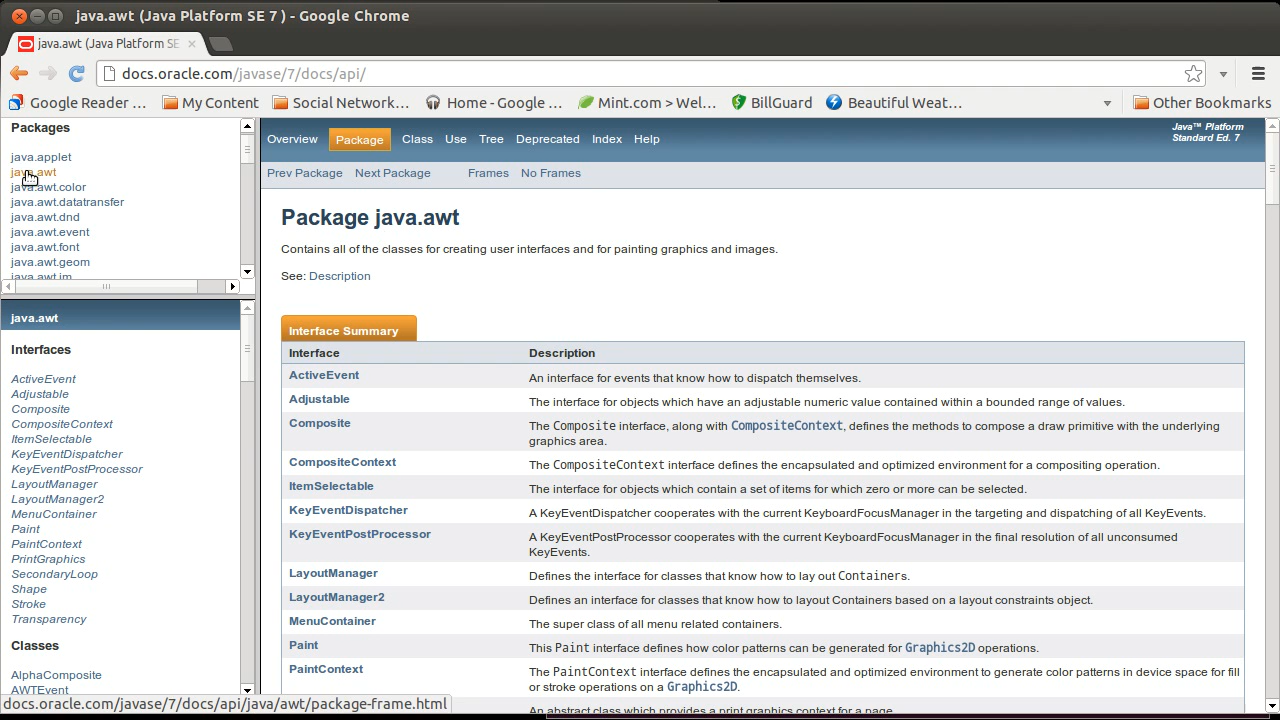 java.awt (Java Platform SE 7 ) - Google Chrome
java.awt (Java Platform SE
docs.oracle.com/javase/7/docs/api/
Google Reader ... My Content Social Network... Home - Google ... Mint.com > Wel... BillGuard Beautiful Weat... Other Bookmarks
Packages
java.applet
java.awt
java.awt.color
java.awt.datatransfer
java.awt.dnd
java.awt.event
java.awt.font
java.awt.geom
java.awt.im
java.awt
Interfaces
ActiveEvent
Adjustable
Composite
CompositeContext
ItemSelectable
KeyEventDispatcher
KeyEventPostProcessor
LayoutManager
LayoutManager2
MenuContainer
Paint
PaintContext
PrintGraphics
SecondaryLoop
Shape
Stroke
Transparency
Classes
AlphaComposite
AWTEvent
docs.oracle.com/javase/7/docs/api/java/awt/package-frame.html
Overview Package Class Use Tree Deprecated Index Help
Java™ Platform
Standard Ed. 7
Prev Package Next Package Frames No Frames
Package java.awt
Contains all of the classes for creating user interfaces and for painting graphics and images.
See: Description
Interface Summary
Interface Description
ActiveEvent An interface for events that know how to dispatch themselves.
Adjustable The interface for objects which have an adjustable numeric value contained within a bounded range of values.
Composite The Composite interface, along with CompositeContext, defines the methods to compose a draw primitive with the underlying
graphics area.
CompositeContext The CompositeContext interface defines the encapsulated and optimized environment for a compositing operation.
ItemSelectable The interface for objects which contain a set of items for which zero or more can be selected.
KeyEventDispatcher A KeyEventDispatcher cooperates with the current KeyboardFocusManager in the targeting and dispatching of all KeyEvents.
KeyEventPostProcessor A KeyEventPostProcessor cooperates with the current KeyboardFocusManager in the final resolution of all unconsumed
KeyEvents.
LayoutManager Defines the interface for classes that know how to lay out Containers.
LayoutManager2 Defines an interface for classes that know how to layout Containers based on a layout constraints object.
MenuContainer The super class of all menu related containers.
Paint This Paint interface defines how color patterns can be generated for Graphics2D operations.
PaintContext The PaintContext interface defines the encapsulated and optimized environment to generate color patterns in device space for fill
or stroke operations on a Graphics2D.
An abstract class which provides a print graphics context for a page.